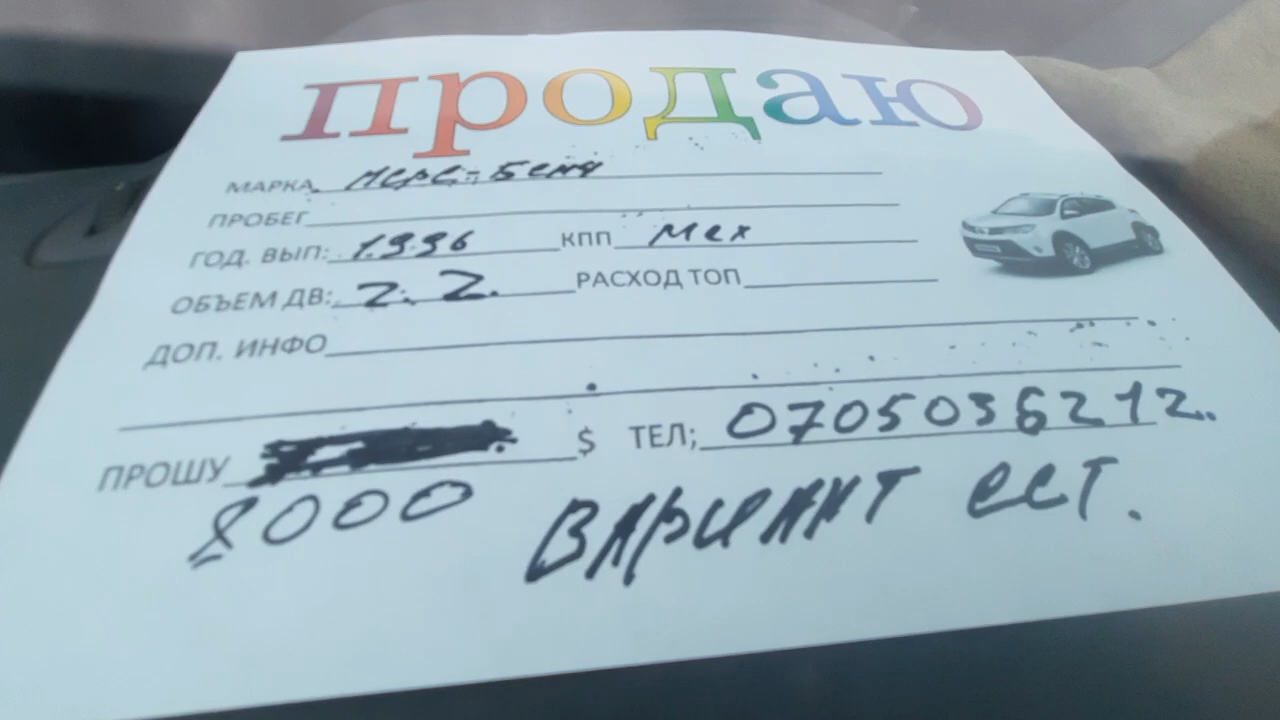 продаю
МАРКА Мерс-Бенц
ПРОБЕГ
ГОД. ВЫП: 1996 КПП Мех
ОБЪЕМ ДВ: 2.2. РАСХОД ТОП
ДОП. ИНФО
ПРОШУ $ ТЕЛ; 0705036212.
8000 ВАРИАНТ ЕСТ.